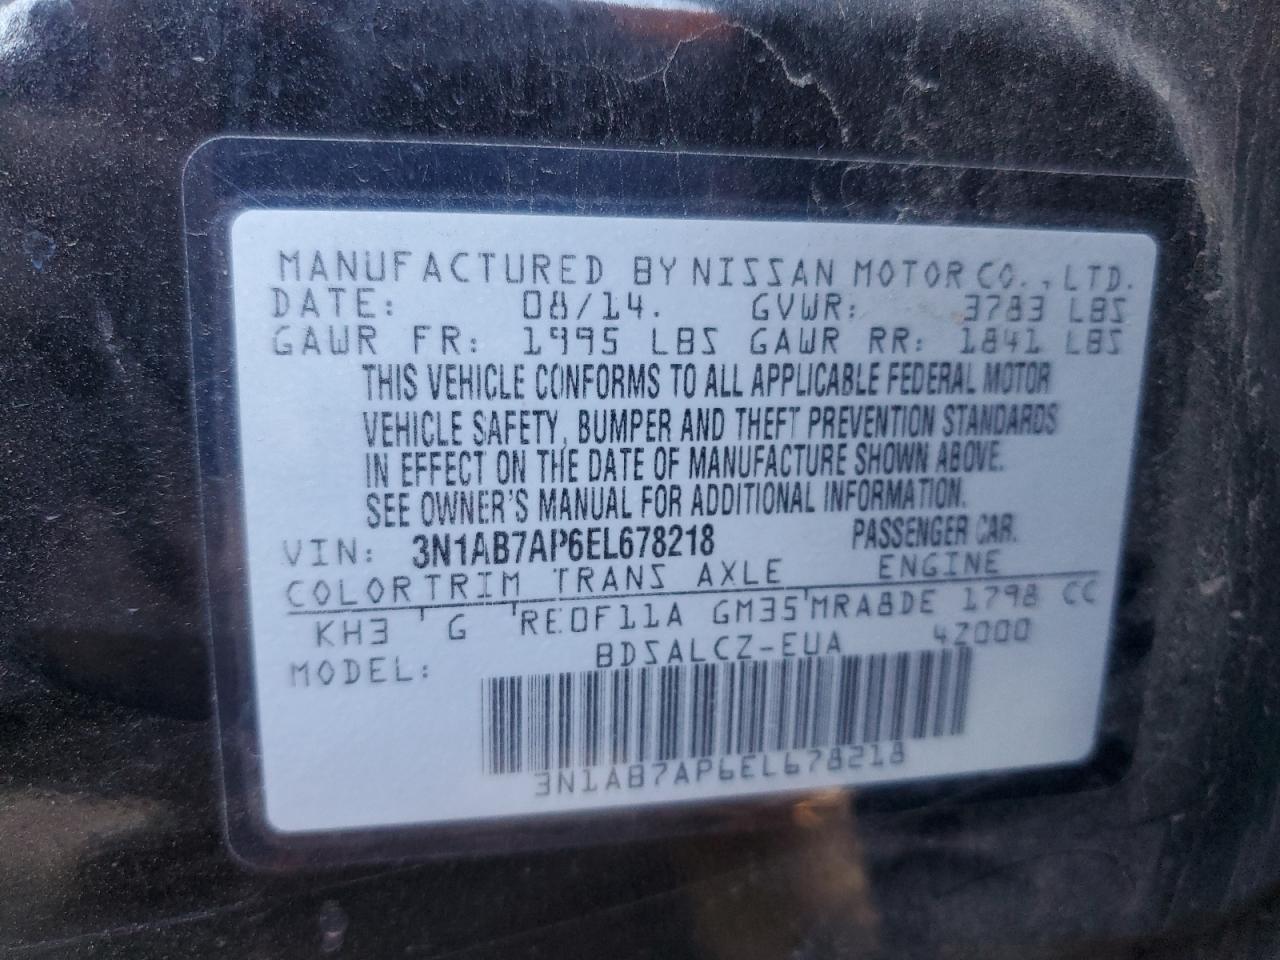 MANUFACTURED BY NISSAN MOTOR CO., LTD.
DATE: 08/14. GVWR: 3783 LBS
GAWR FR: 1995 LBS GAWR RR: 1841 LBS
THIS VEHICLE CONFORMS TO ALL APPLICABLE FEDERAL MOTOR
VEHICLE SAFETY, BUMPER AND THEFT PREVENTION STANDARDS
IN EFFECT ON THE DATE OF MANUFACTURE SHOWN ABOVE.
SEE OWNER'S MANUAL FOR ADDITIONAL INFORMATION.
VIN: 3N1AB7AP6EL678218 PASSENGER CAR.
COLOR TRIM TRANS AXLE ENGINE
KH3 G RE0F11A GM35 MRA8DE 1798 CC
MODEL: BDSALCZ-EUA 4Z000
3N1AB7AP6EL678218